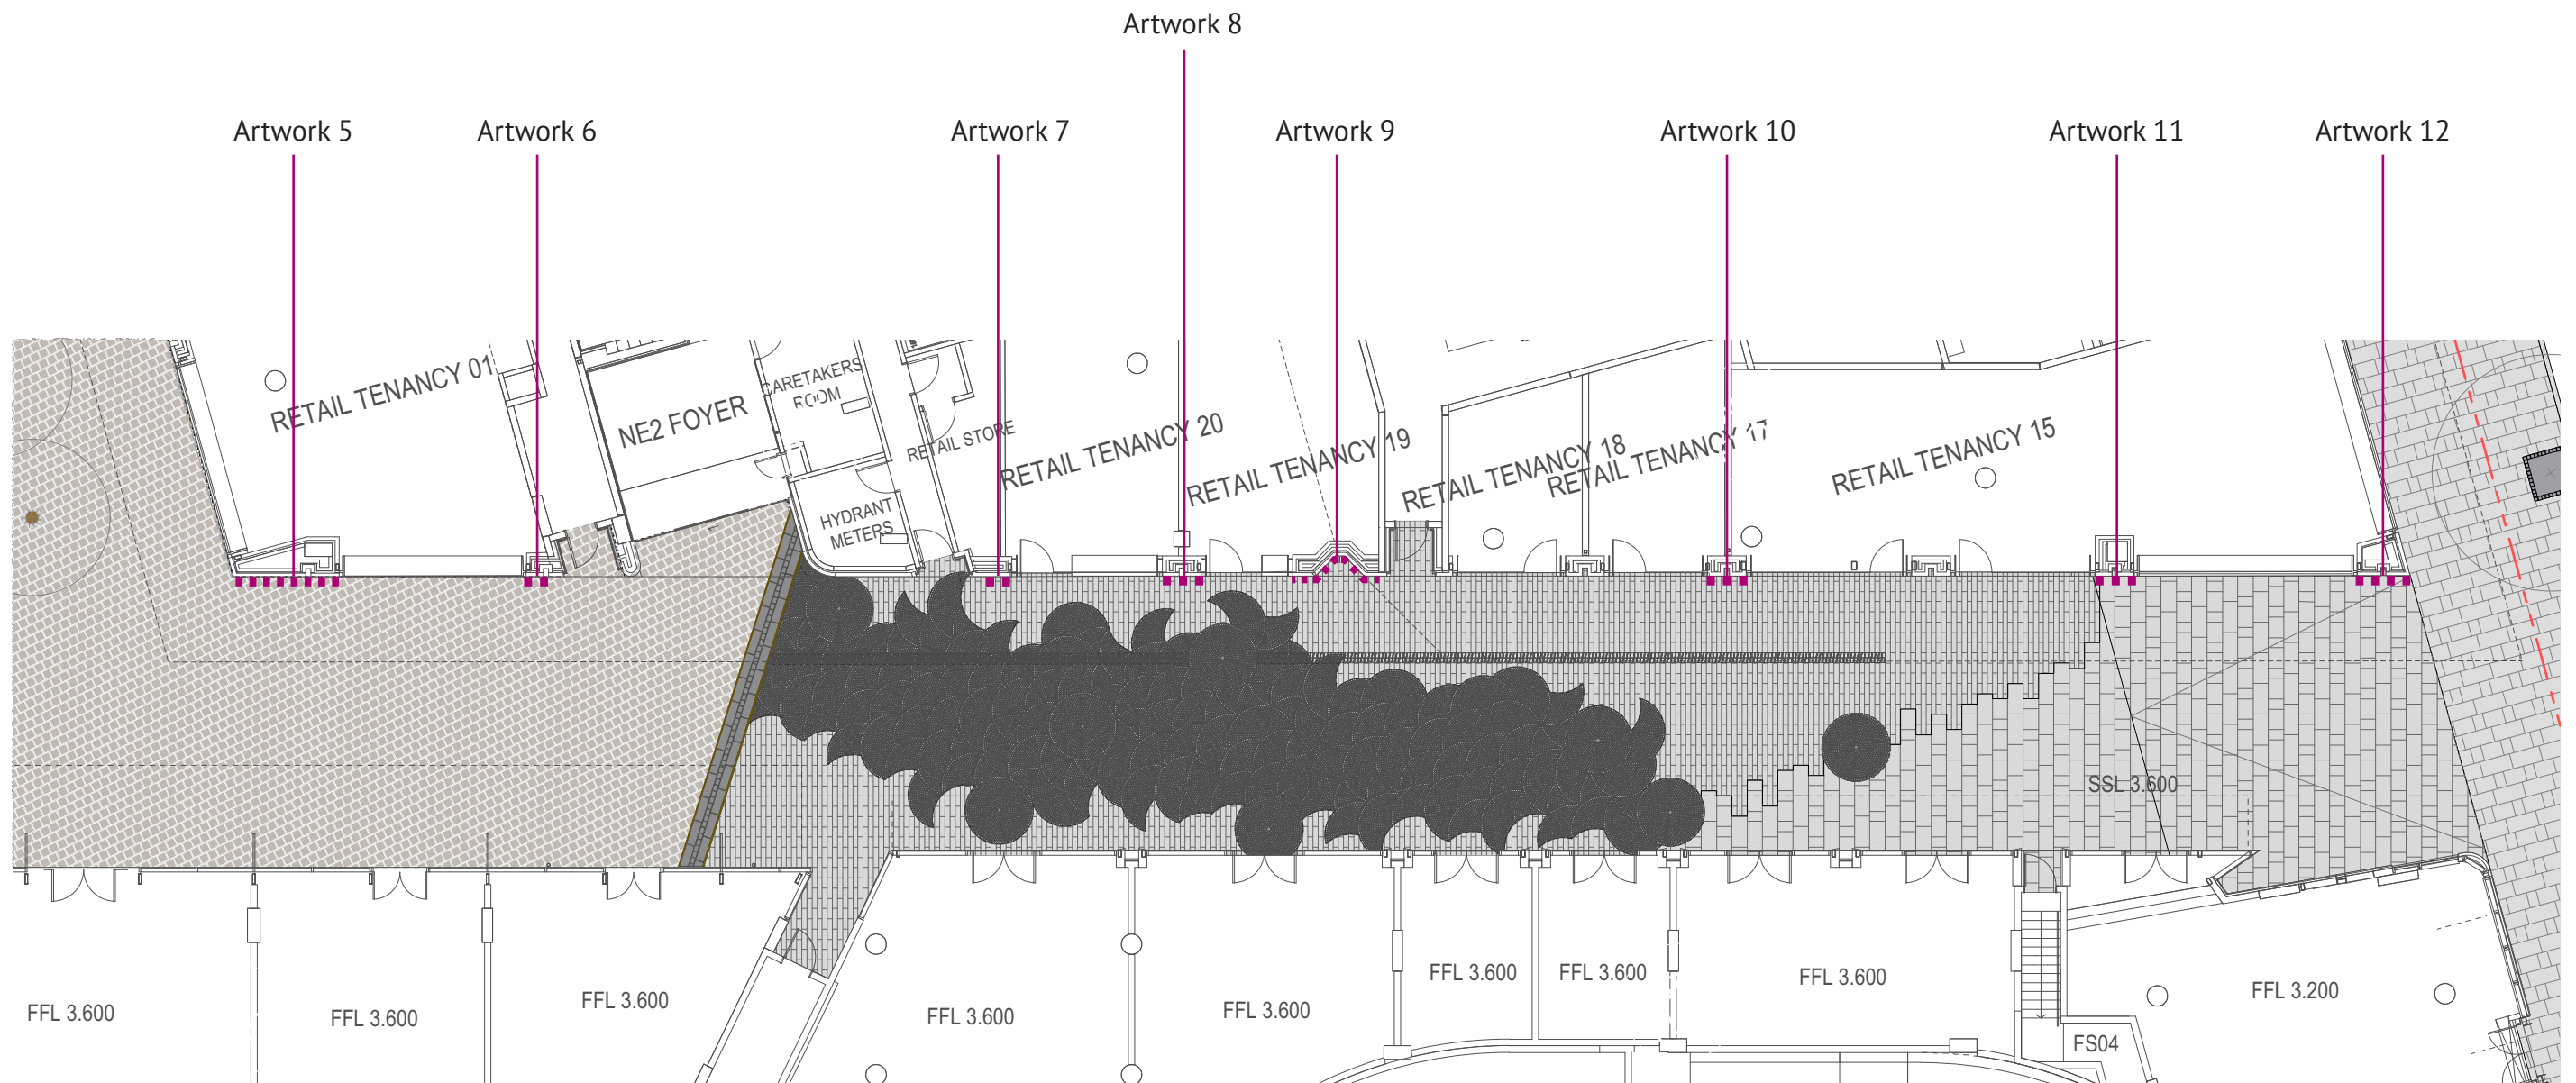 Artwork 8
Artwork 5
Artwork 6
Artwork 7
Artwork 9
Artwork 10
Artwork 11
Artwork 12
RETAIL TENANCY 01
NE2 FOYER
CARETAKERS
ROOM
HYDRANT
METERS
RETAIL STORE
RETAIL TENANCY 20
RETAIL TENANCY 19
RETAIL TENANCY 18
RETAIL TENANCY 17
RETAIL TENANCY 15
SSL 3.600
FFL 3.600
FFL 3.600
FFL 3.600
FFL 3.600
FFL 3.600
FFL 3.600
FFL 3.600
FFL 3.600
FFL 3.200
FS04